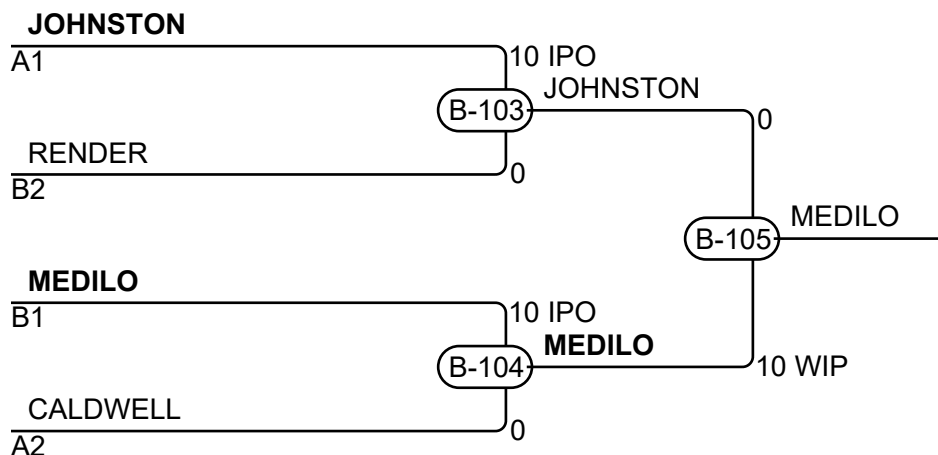 JOHNSTON
A1
10 IPO
JOHNSTON
B-103
0
RENDER
0
B2
MEDILO
B-105
MEDILO
B1
10 IPO
MEDILO
B-104
10 WIP
CALDWELL
0
A2